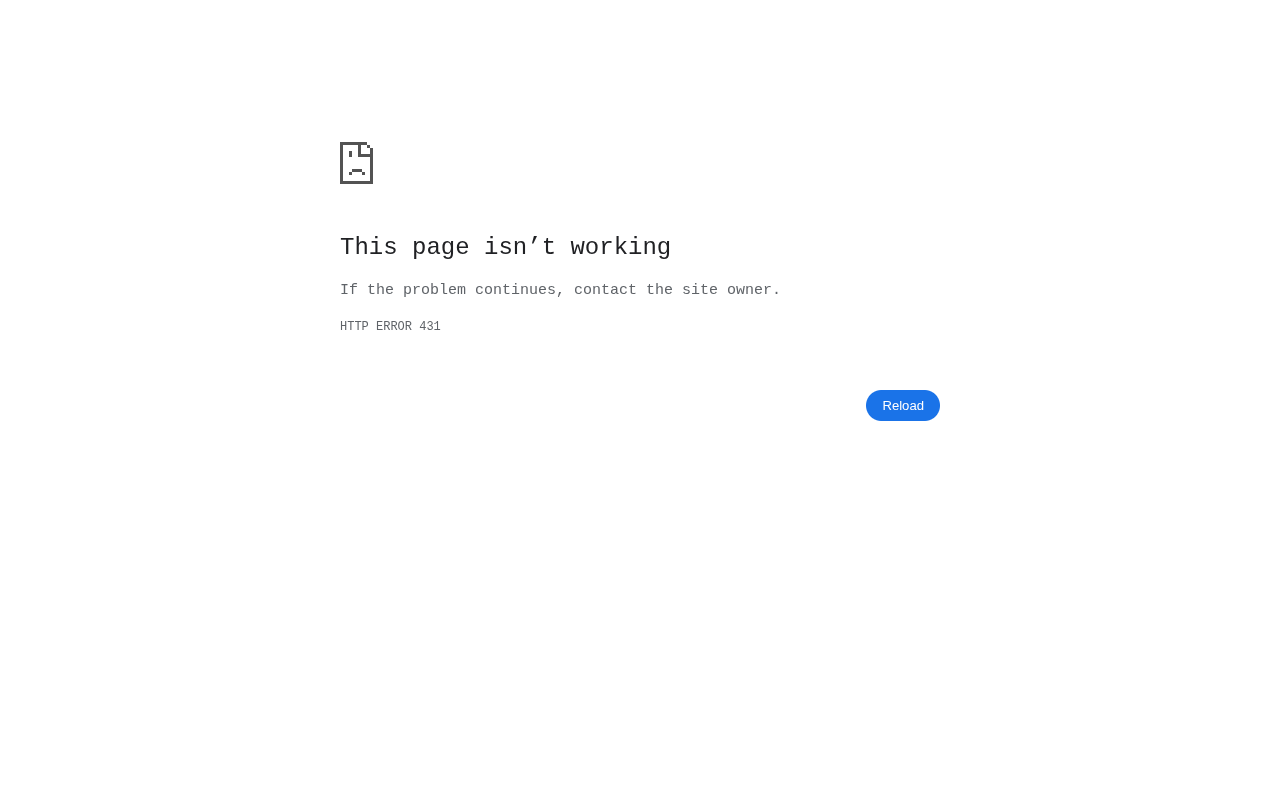 This page isn’t working
If the problem continues, contact the site owner.
HTTP ERROR 431
Reload